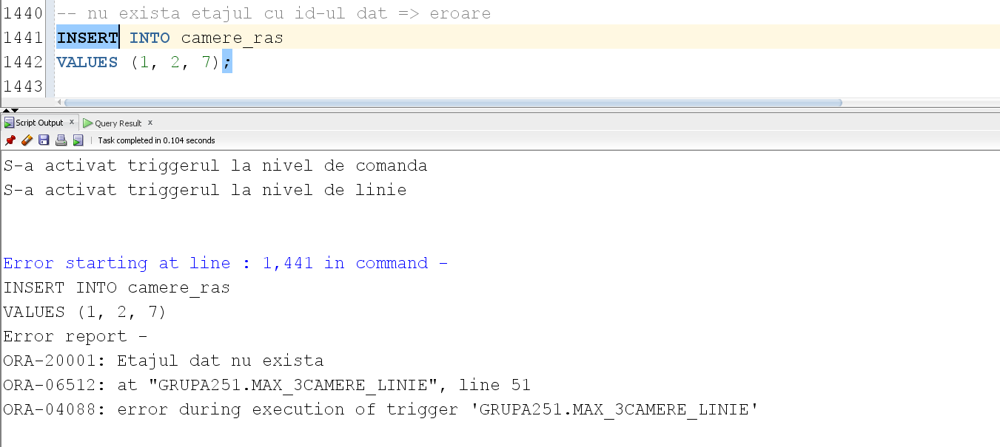 1440 -- nu exista etajul cu id-ul dat => eroare
1441 INSERT INTO camere_ras
1442 VALUES (1, 2, 7);
1443
Script Output x Query Result x
Task completed in 0.104 seconds
S-a activat triggerul la nivel de comanda
S-a activat triggerul la nivel de linie
Error starting at line : 1,441 in command -
INSERT INTO camere_ras
VALUES (1, 2, 7)
Error report -
ORA-20001: Etajul dat nu exista
ORA-06512: at "GRUPA251.MAX_3CAMERE_LINIE", line 51
ORA-04088: error during execution of trigger 'GRUPA251.MAX_3CAMERE_LINIE'